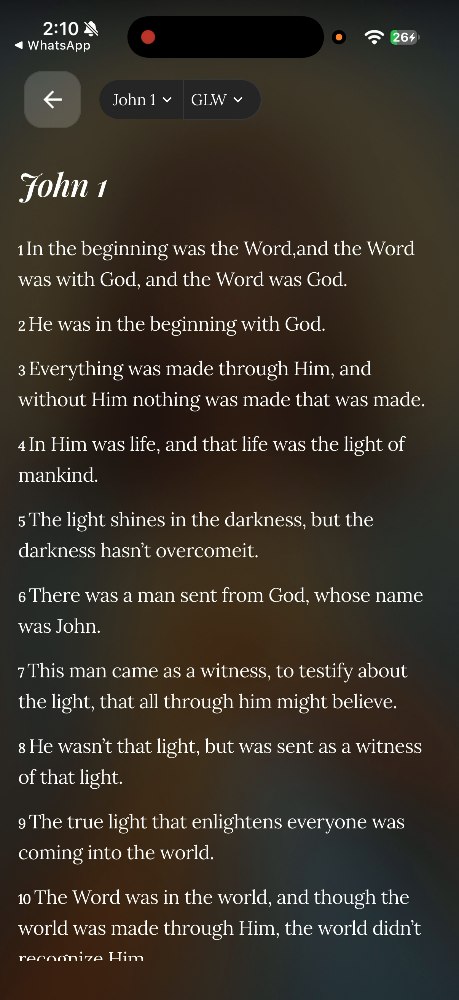 2:10
WhatsApp
26
John 1 GLW
John 1
1 In the beginning was the Word,and the Word
was with God, and the Word was God.
2 He was in the beginning with God.
3 Everything was made through Him, and
without Him nothing was made that was made.
4 In Him was life, and that life was the light of
mankind.
5 The light shines in the darkness, but the
darkness hasn’t overcomeit.
6 There was a man sent from God, whose name
was John.
7 This man came as a witness, to testify about
the light, that all through him might believe.
8 He wasn’t that light, but was sent as a witness
of that light.
9 The true light that enlightens everyone was
coming into the world.
10 The Word was in the world, and though the
world was made through Him, the world didn’t
recognize Him